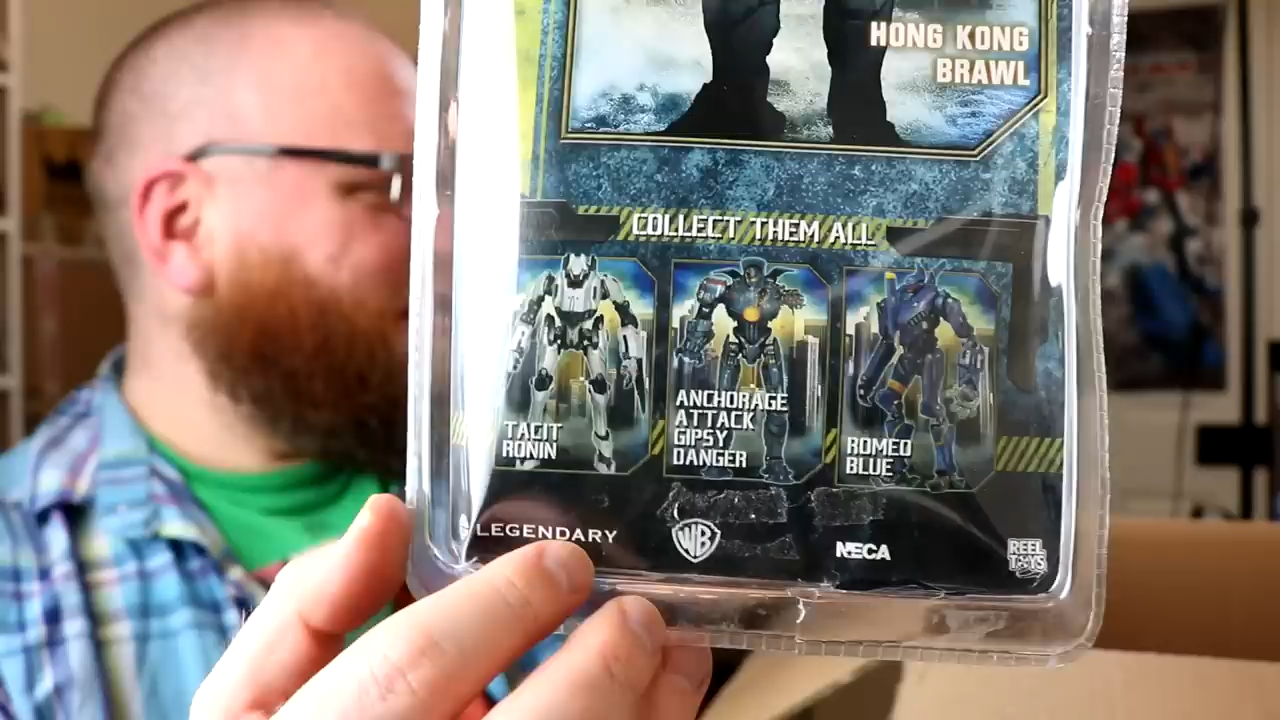 HONG KONG
BRAWL
COLLECT THEM ALL
TACIT
RONIN
ANCHORAGE
ATTACK
GIPSY
DANGER
ROMEO
BLUE
LEGENDARY
WB
NECA
REEL
TOYS